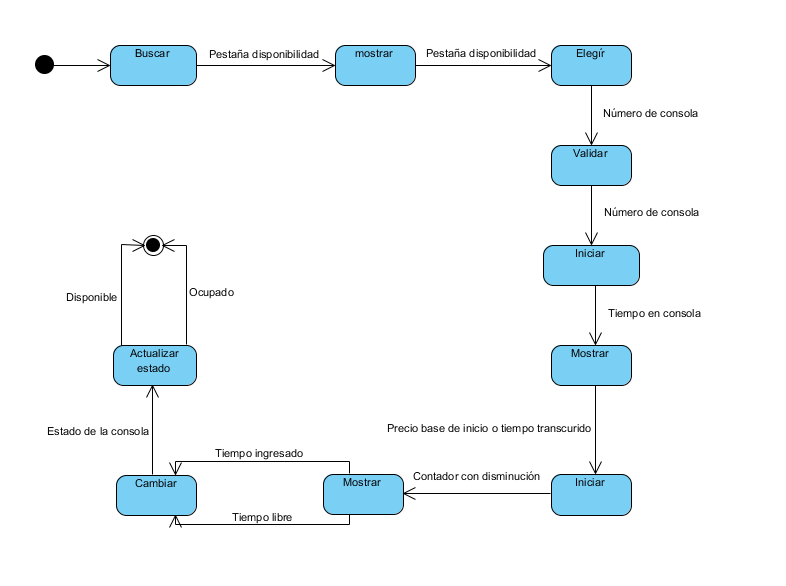 Buscar
Pestaña disponibilidad
mostrar
Pestaña disponibilidad
Elegír
Número de consola
Validar
Número de consola
Iniciar
Tiempo en consola
Mostrar
Precio base de inicio o tiempo transcurido
Iniciar
Contador con disminución
Mostrar
Tiempo ingresado
Tiempo libre
Cambiar
Estado de la consola
Actualizar
estado
Disponible
Ocupado